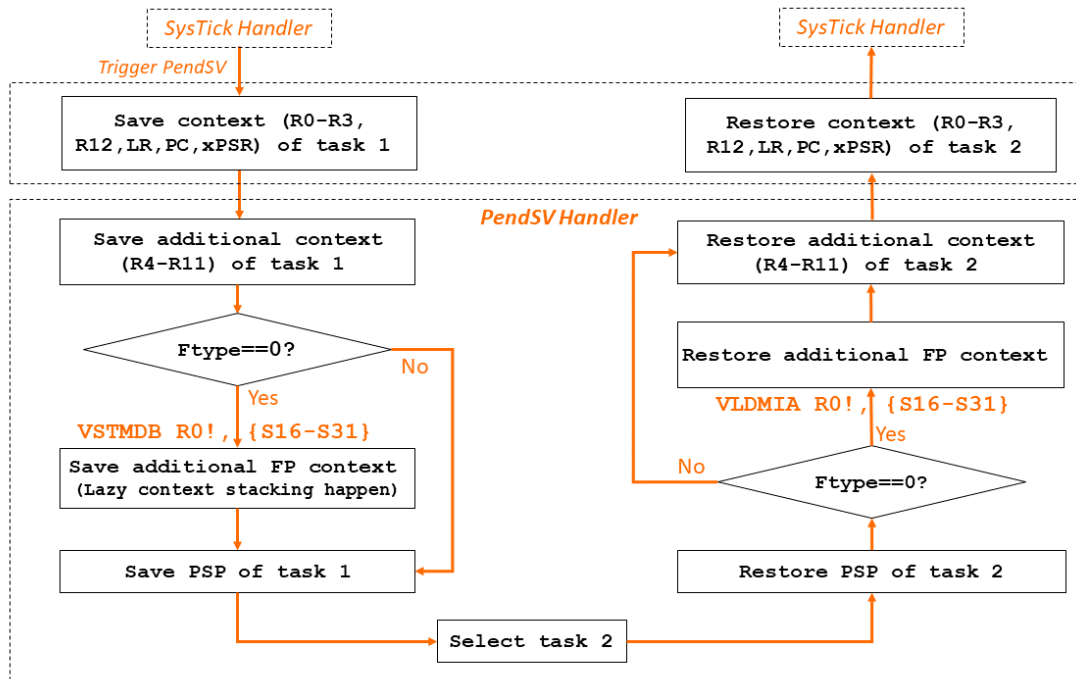 SysTick Handler
Trigger PendSV
Save context (R0-R3,
R12,LR,PC,xPSR) of task 1
PendSV Handler
Save additional context
(R4-R11) of task 1
Ftype==0?
No
Yes
VSTMDB R0!, {S16-S31}
Save additional FP context
(Lazy context stacking happen)
Save PSP of task 1
Select task 2
Restore PSP of task 2
Ftype==0?
No
Yes
VLDMIA R0!, {S16-S31}
Restore additional FP context
Restore additional context
(R4-R11) of task 2
Restore context (R0-R3,
R12,LR,PC,xPSR) of task 2
SysTick Handler